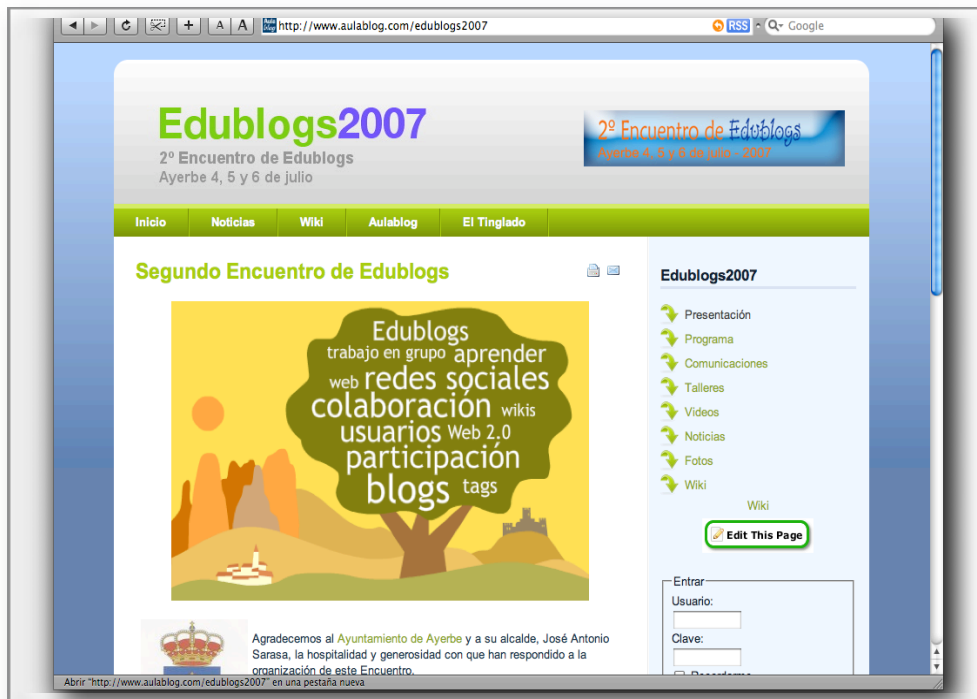 A A http://www.aulablog.com/edublogs2007 RSS Google
Edublogs2007
2º Encuentro de Edublogs
Ayerbe 4, 5 y 6 de julio
2º Encuentro de Edublogs
Ayerbe 4, 5 y 6 de julio - 2007
Inicio Noticias Wiki Aulablog El Tinglado
Segundo Encuentro de Edublogs
Edublogs
trabajo en grupo aprender
web redes sociales
colaboración wikis
usuarios Web 2.0
participación
blogs tags
Agradecemos al Ayuntamiento de Ayerbe y a su alcalde, José Antonio
Sarasa, la hospitalidad y generosidad con que han respondido a la
organización de este Encuentro.
Edublogs2007
Presentación
Programa
Comunicaciones
Talleres
Videos
Noticias
Fotos
Wiki
Wiki
Edit This Page
Entrar
Usuario:
Clave:
Recordarme
Abrir "http://www.aulablog.com/edublogs2007" en una pestaña nueva